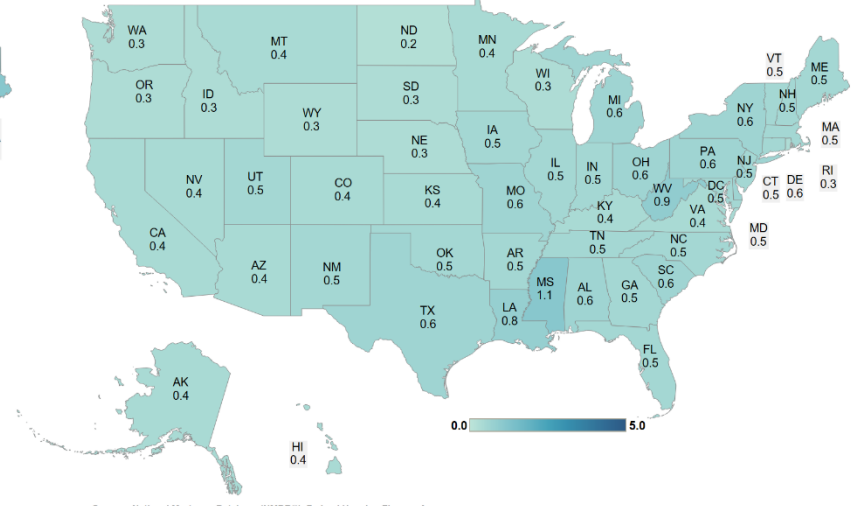 WA
0.3
MT
0.4
ND
0.2
MN
0.4
VT
0.5
ME
0.5
OR
0.3
ID
0.3
SD
0.3
WI
0.3
MI
0.6
NH
0.5
NY
0.6
MA
0.5
WY
0.3
IA
0.5
NE
0.3
PA
0.6
NJ
0.5
RI
0.3
NV
0.4
UT
0.5
CO
0.4
KS
0.4
MO
0.6
IL
0.5
IN
0.5
OH
0.6
WV
0.9
DC
0.5
CT
0.5
DE
0.6
KY
0.4
VA
0.4
MD
0.5
CA
0.4
AZ
0.4
NM
0.5
OK
0.5
AR
0.5
TN
0.5
NC
0.5
SC
0.6
MS
1.1
AL
0.6
GA
0.5
TX
0.6
LA
0.8
FL
0.5
AK
0.4
HI
0.4
0.0
5.0